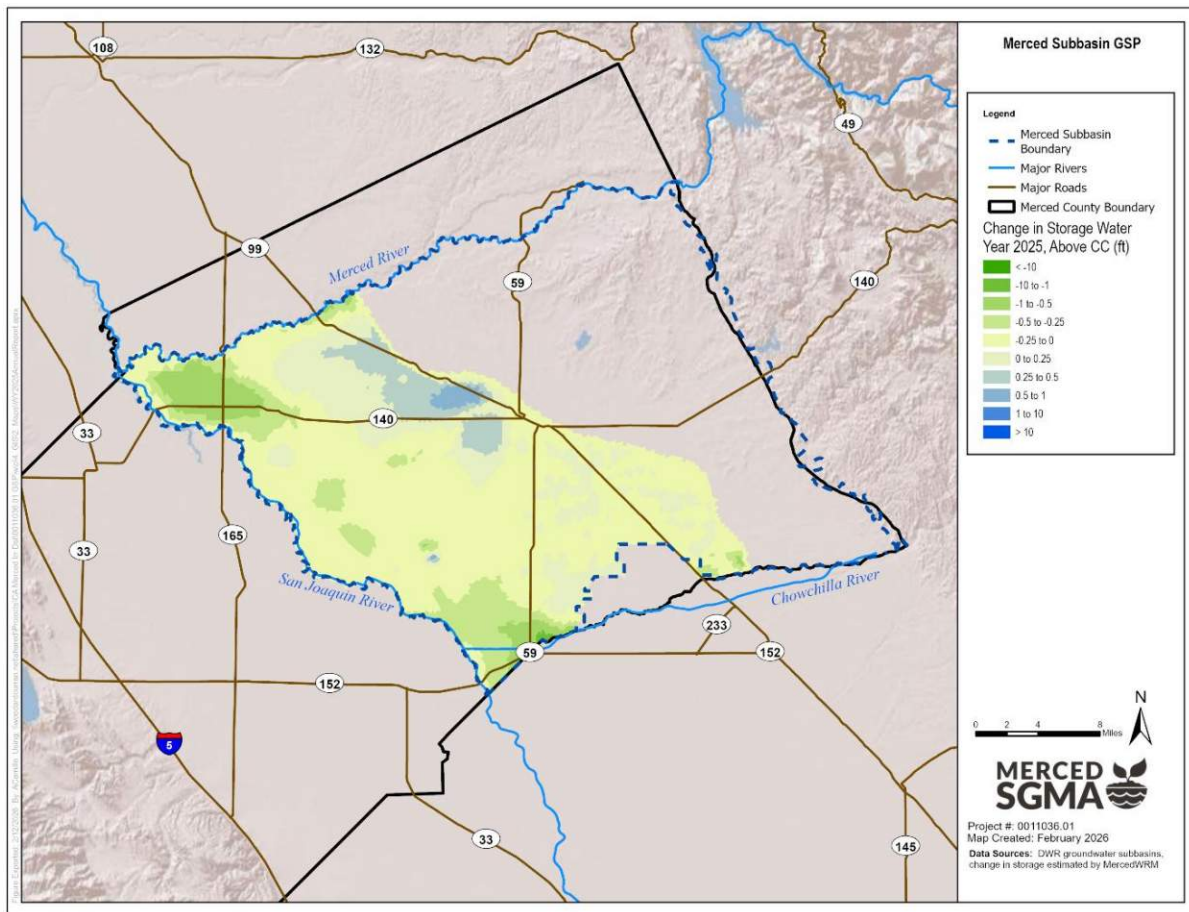 Merced Subbasin GSP
Legend
Merced Subbasin
Boundary
Major Rivers
Major Roads
Merced County Boundary
Change in Storage Water
Year 2025, Above CC (ft)
< -10
-10 to -1
-1 to -0.5
-0.5 to -0.25
-0.25 to 0
0 to 0.25
0.25 to 0.5
0.5 to 1
1 to 10
> 10
108
132
49
99
Merced River
59
140
33
140
165
33
San Joaquin River
Chowchilla River
233
59
152
152
5
33
145
N
0 2 4 8
Miles
MERCED
SGMA
Project #: 0011036.01
Map Created: February 2026
Data Sources: DWR groundwater subbasins,
change in storage estimated by MercedWRM